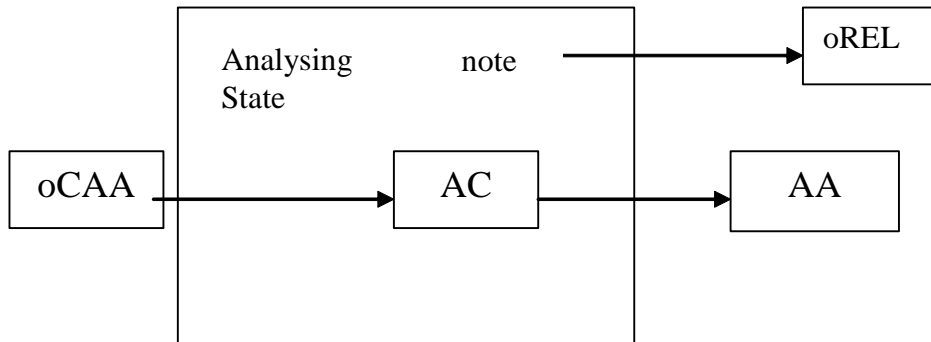 oREL
Analysing note
State
oCAA
AC
AA